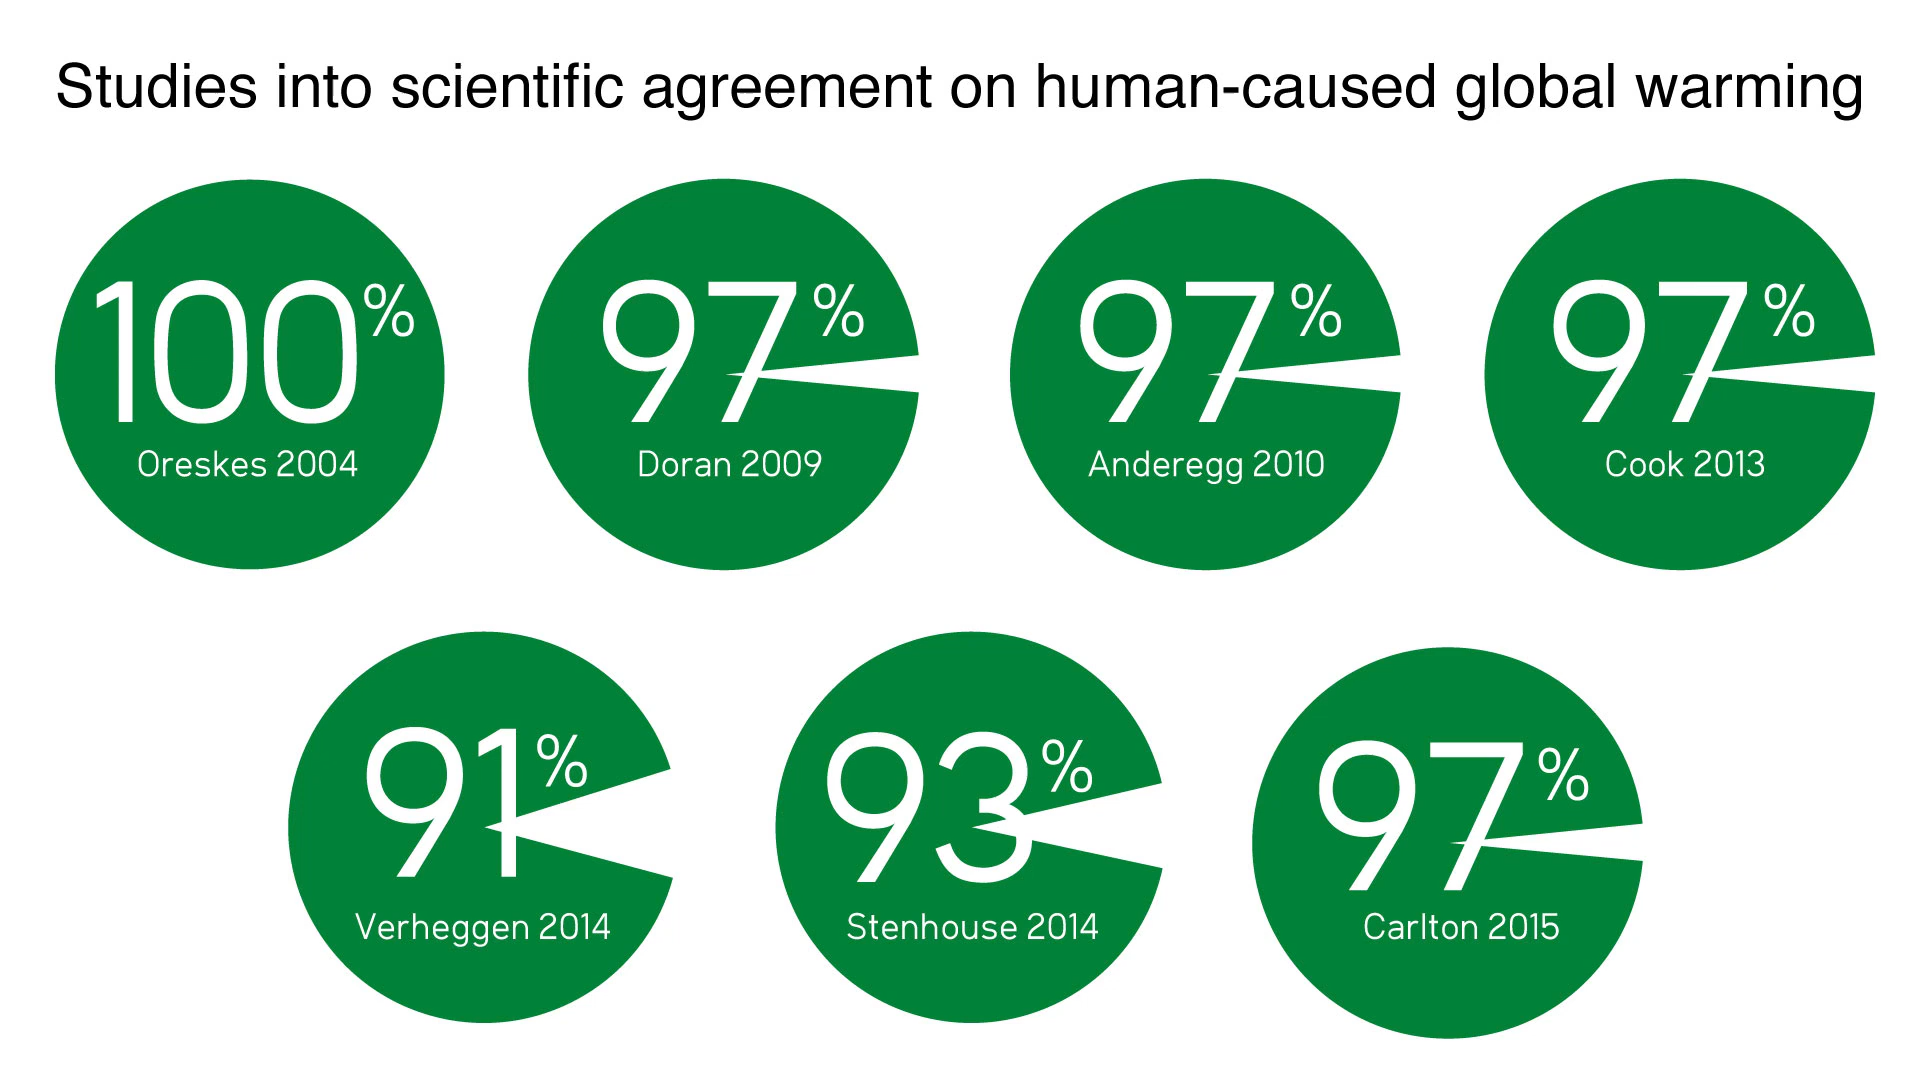 Studies into scientific agreement on human-caused global warming
100%
Oreskes 2004
97%
Doran 2009
97%
Anderegg 2010
97%
Cook 2013
91%
Verheggen 2014
93%
Stenhouse 2014
97%
Carlton 2015